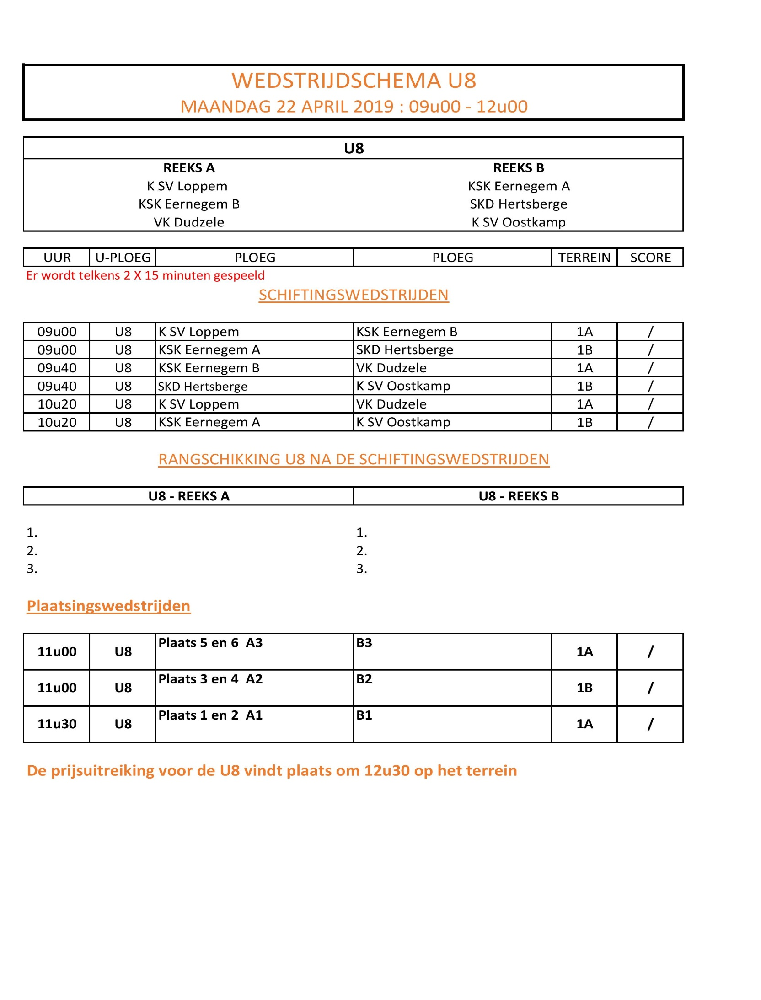 WEDSTRIJDSCHEMA U8
MAANDAG 22 APRIL 2019 : 09u00 - 12u00
U8
REEKS A REEKS B
K SV Loppem KSK Eernegem A
KSK Eernegem B SKD Hertsberge
VK Dudzele K SV Oostkamp
UUR U-PLOEG PLOEG PLOEG TERREIN SCORE
Er wordt telkens 2 X 15 minuten gespeeld
SCHIFTINGSWEDSTRIJDEN
09u00 U8 K SV Loppem KSK Eernegem B 1A /
09u00 U8 KSK Eernegem A SKD Hertsberge 1B /
09u40 U8 KSK Eernegem B VK Dudzele 1A /
09u40 U8 SKD Hertsberge K SV Oostkamp 1B /
10u20 U8 K SV Loppem VK Dudzele 1A /
10u20 U8 KSK Eernegem A K SV Oostkamp 1B /
RANGSCHIKKING U8 NA DE SCHIFTINGSWEDSTRIJDEN
U8 - REEKS A U8 - REEKS B
1. 1.
2. 2.
3. 3.
Plaatsingswedstrijden
11u00 U8 Plaats 5 en 6 A3 B3 1A /
11u00 U8 Plaats 3 en 4 A2 B2 1B /
11u30 U8 Plaats 1 en 2 A1 B1 1A /
De prijsuitreiking voor de U8 vindt plaats om 12u30 op het terrein